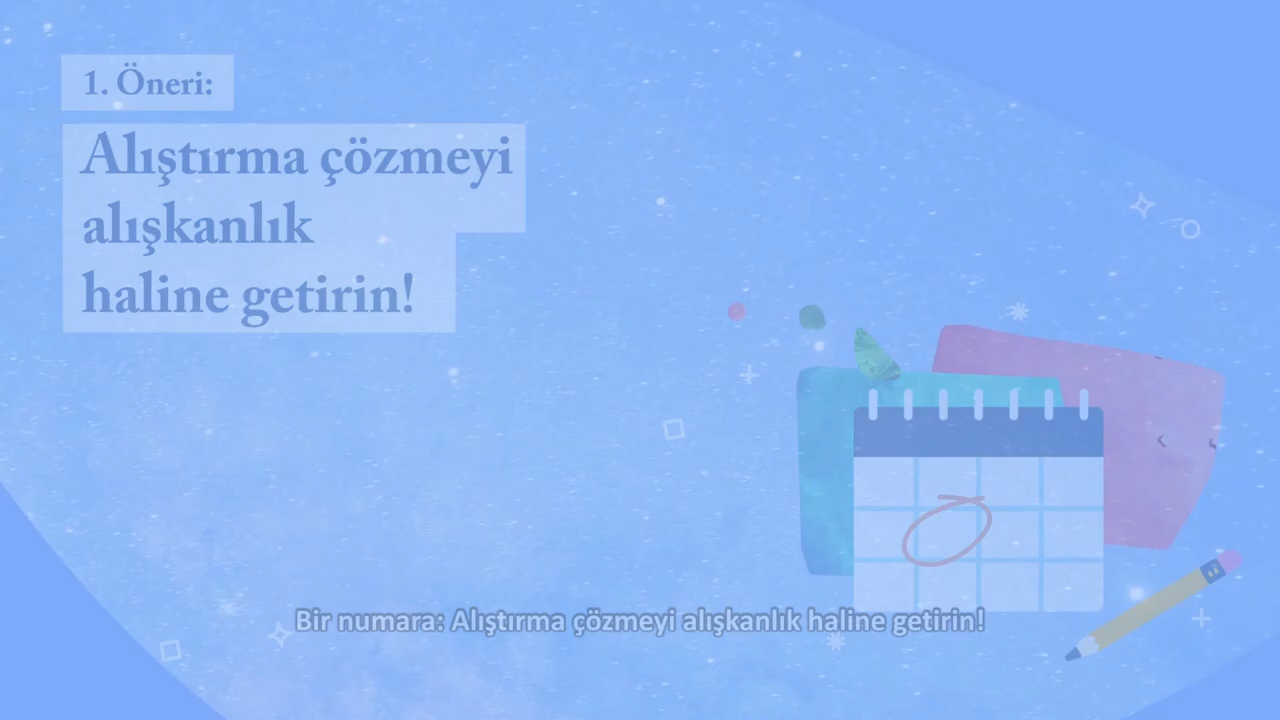 1. Öneri:
Alıştırma çözmeyi
alışkanlık
haline getirin!
Bir numara: Alıştırma çözmeyi alışkanlık haline getirin!